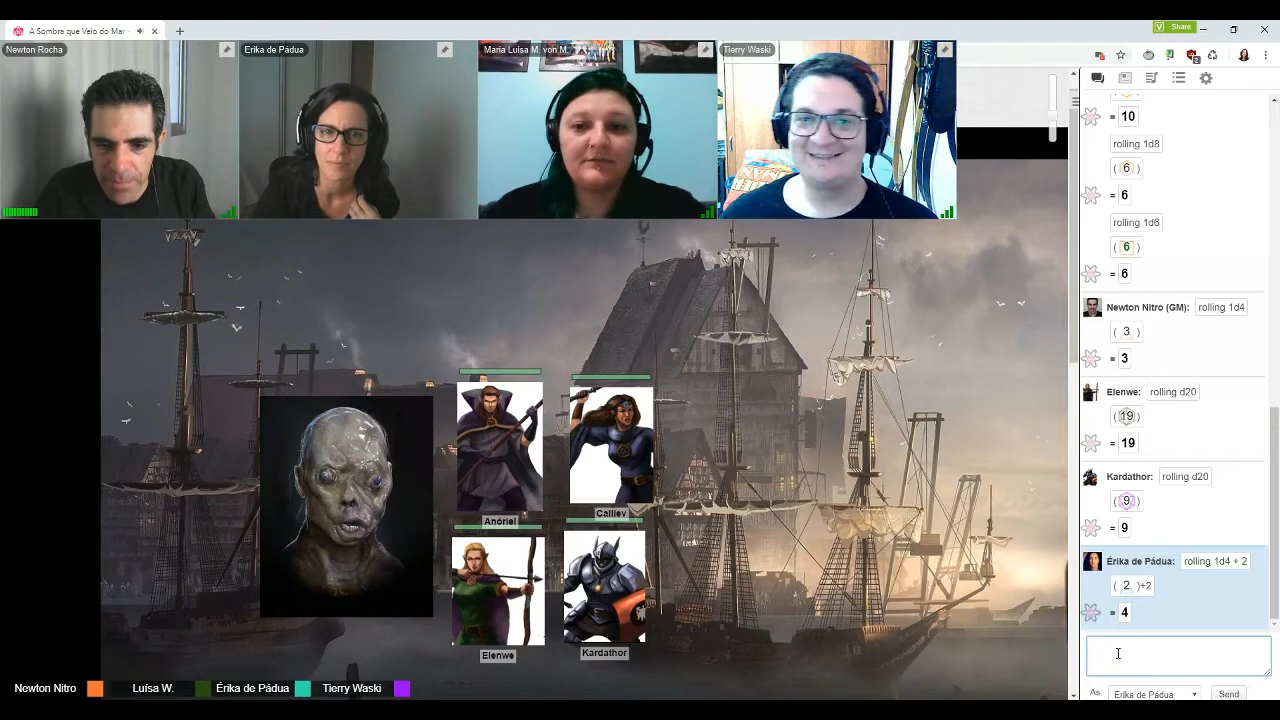 A Sombra que Veio do Mar
Share
Newton Rocha
Erika de Pádua
Maria Luisa M. von M.
Tierry Waski
= 10
rolling 1d8
( 6 )
= 6
rolling 1d6
( 6 )
= 6
Newton Nitro (GM): rolling 1d4
( 3 )
= 3
Elenwe: rolling d20
( 19 )
= 19
Kardathor: rolling d20
( 9 )
= 9
Érika de Pádua: rolling 1d4 + 2
( 2 )+2
= 4
As Érika de Pádua Send
Anóriel
Calliev
Elenwe
Kardathor
Newton Nitro Luísa W. Érika de Pádua Tierry Waski